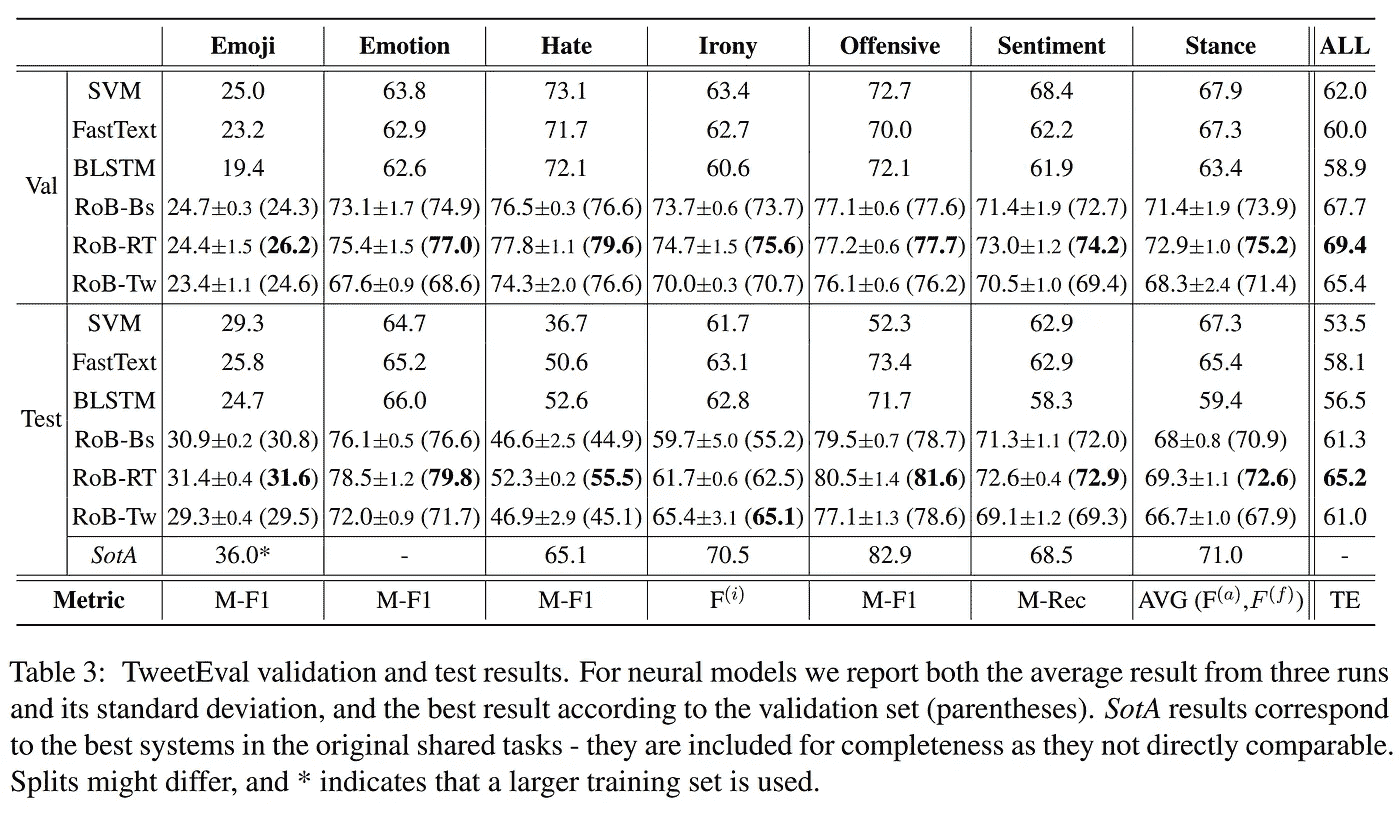 Emoji Emotion Hate Irony Offensive Sentiment Stance ALL
Val
SVM 25.0 63.8 73.1 63.4 72.7 68.4 67.9 62.0
FastText 23.2 62.9 71.7 62.7 70.0 62.2 67.3 60.0
BLSTM 19.4 62.6 72.1 60.6 72.1 61.9 63.4 58.9
RoB-Bs 24.7±0.3 (24.3) 73.1±1.7 (74.9) 76.5±0.3 (76.6) 73.7±0.6 (73.7) 77.1±0.6 (77.6) 71.4±1.9 (72.7) 71.4±1.9 (73.9) 67.7
RoB-RT 24.4±1.5 (26.2) 75.4±1.5 (77.0) 77.8±1.1 (79.6) 74.7±1.5 (75.6) 77.2±0.6 (77.7) 73.0±1.2 (74.2) 72.9±1.0 (75.2) 69.4
RoB-Tw 23.4±1.1 (24.6) 67.6±0.9 (68.6) 74.3±2.0 (76.6) 70.0±0.3 (70.7) 76.1±0.6 (76.2) 70.5±1.0 (69.4) 68.3±2.4 (71.4) 65.4
Test
SVM 29.3 64.7 36.7 61.7 52.3 62.9 67.3 53.5
FastText 25.8 65.2 50.6 63.1 73.4 62.9 65.4 58.1
BLSTM 24.7 66.0 52.6 62.8 71.7 58.3 59.4 56.5
RoB-Bs 30.9±0.2 (30.8) 76.1±0.5 (76.6) 46.6±2.5 (44.9) 59.7±5.0 (55.2) 79.5±0.7 (78.7) 71.3±1.1 (72.0) 68±0.8 (70.9) 61.3
RoB-RT 31.4±0.4 (31.6) 78.5±1.2 (79.8) 52.3±0.2 (55.5) 61.7±0.6 (62.5) 80.5±1.4 (81.6) 72.6±0.4 (72.9) 69.3±1.1 (72.6) 65.2
RoB-Tw 29.3±0.4 (29.5) 72.0±0.9 (71.7) 46.9±2.9 (45.1) 65.4±3.1 (65.1) 77.1±1.3 (78.6) 69.1±1.2 (69.3) 66.7±1.0 (67.9) 61.0
SotA 36.0* - 65.1 70.5 82.9 68.5 71.0 -
Metric M-F1 M-F1 M-F1 F(i) M-F1 M-Rec AVG (F(a),F(f)) TE
Table 3: TweetEval validation and test results. For neural models we report both the average result from three runs
and its standard deviation, and the best result according to the validation set (parentheses). SotA results correspond
to the best systems in the original shared tasks - they are included for completeness as they not directly comparable.
Splits might differ, and * indicates that a larger training set is used.